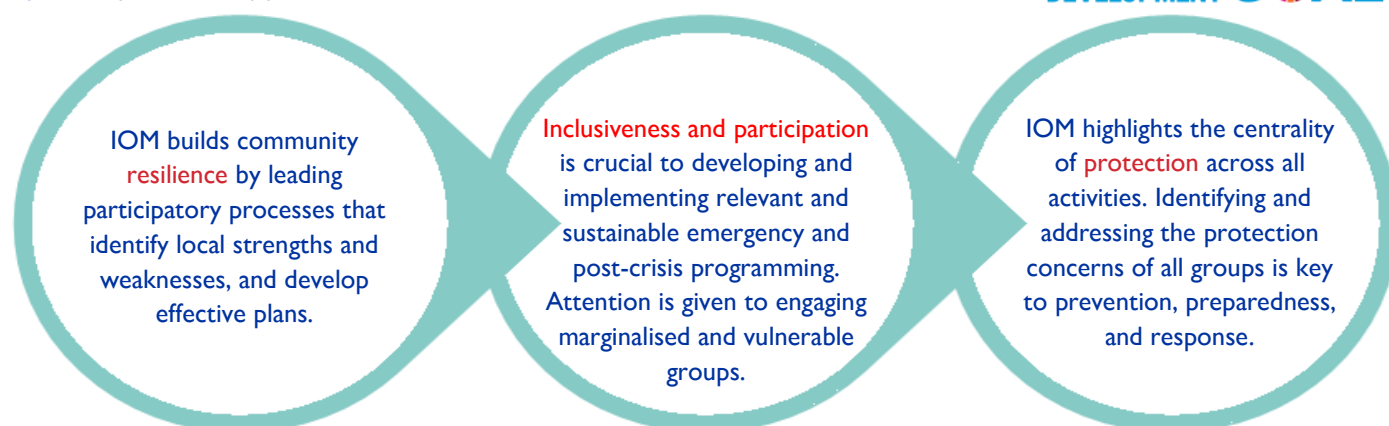 DEVELOPMENT
IOM builds community
resilience by leading
participatory processes that
identify local strengths and
weaknesses, and develop
effective plans.
Inclusiveness and participation
is crucial to developing and
implementing relevant and
sustainable emergency and
post-crisis programming.
Attention is given to engaging
marginalised and vulnerable
groups.
IOM highlights the centrality
of protection across all
activities. Identifying and
addressing the protection
concerns of all groups is key
to prevention, preparedness,
and response.